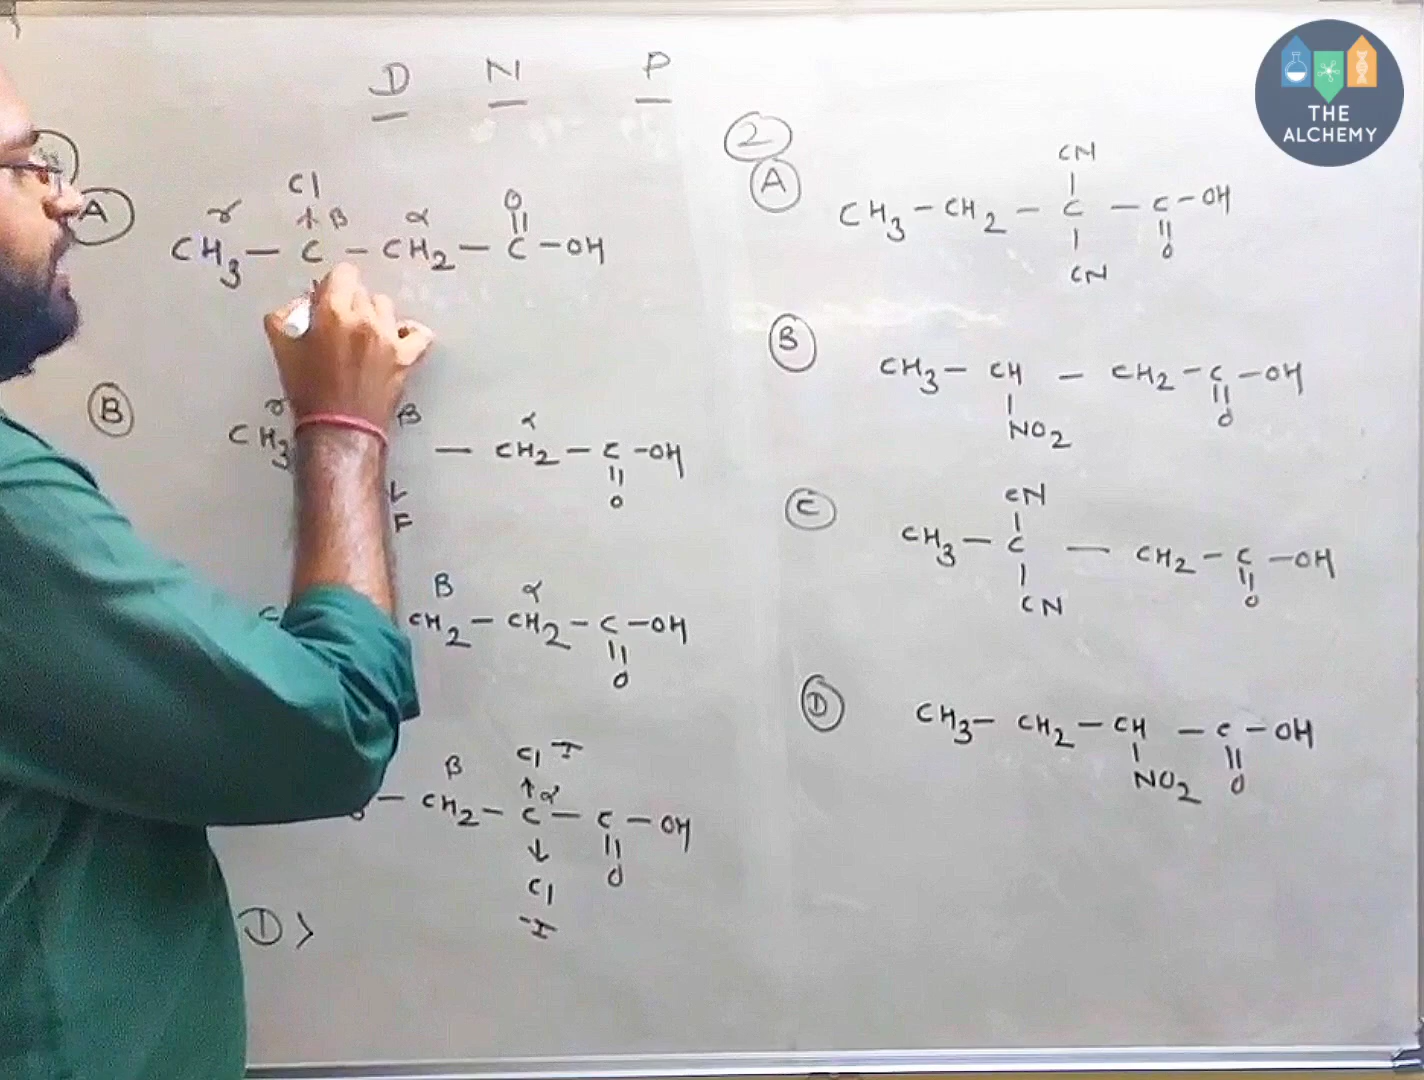 D N P
A
Cl
γ β α O
CH3 – C – CH2 – C – OH
B
γ β α
CH3 — CH2 – C – OH
F O
β α
CH2 – CH2 – C – OH
O
Cl -I
β α
– CH2 – C – C – OH
Cl O
-I
D >
2
A
CN
CH3 – CH2 – C – C – OH
CN O
B
CH3 – CH – CH2 – C – OH
NO2 O
C
CN
CH3 – C — CH2 – C – OH
CN O
D
CH3 – CH2 – CH – C – OH
NO2 O
THE
ALCHEMY